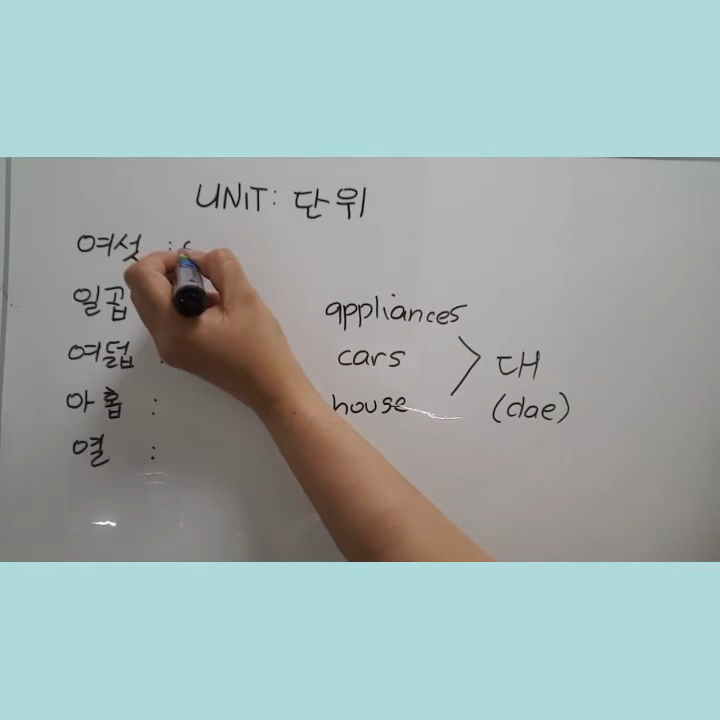 UNIT: 단위
여섯 :
일곱
여덟 :
아홉 :
열 :
appliances
cars
house
대
(dae)